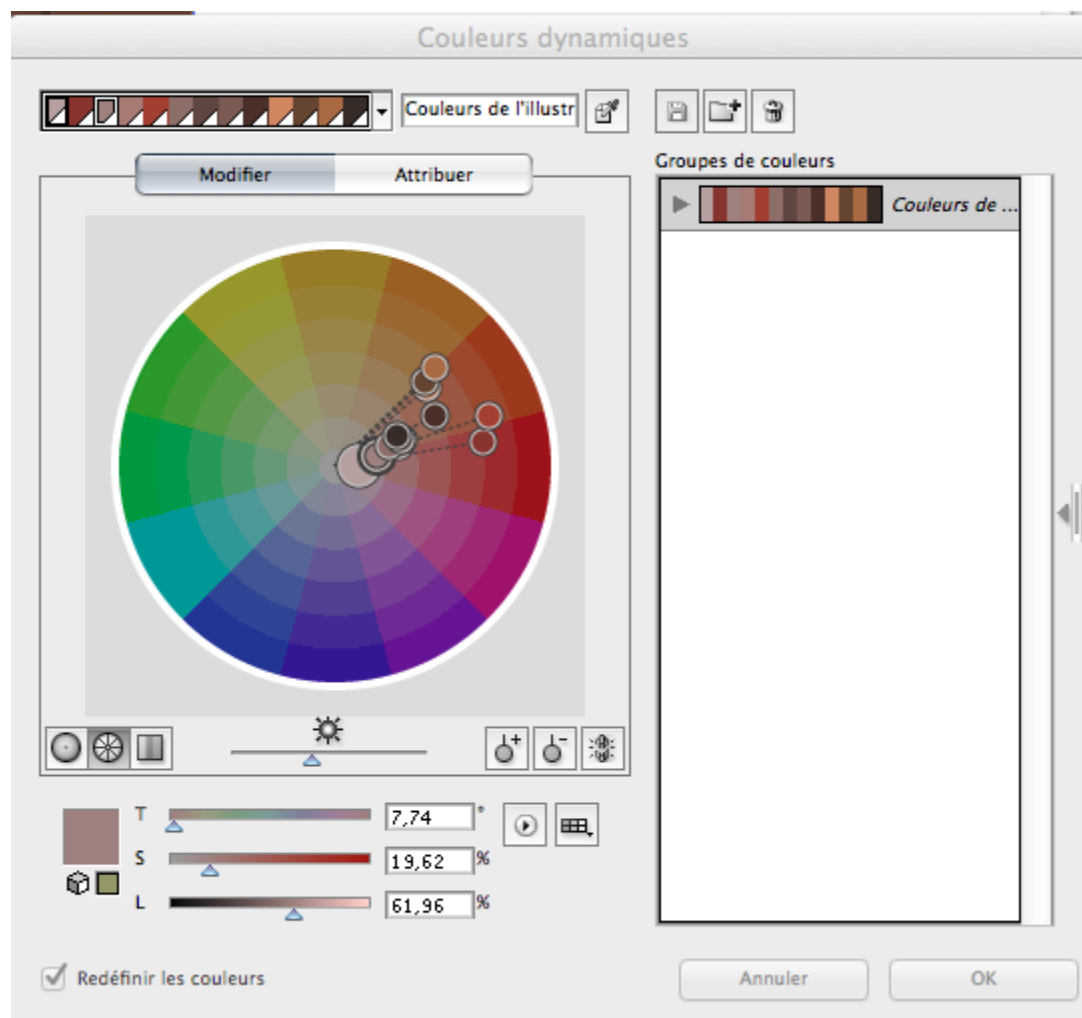 Couleurs dynamiques
Couleurs de l'illustr
Groupes de couleurs
Modifier
Attribuer
Couleurs de ...
T
7,74
°
S
19,62
%
L
61,96
%
Redéfinir les couleurs
Annuler
OK